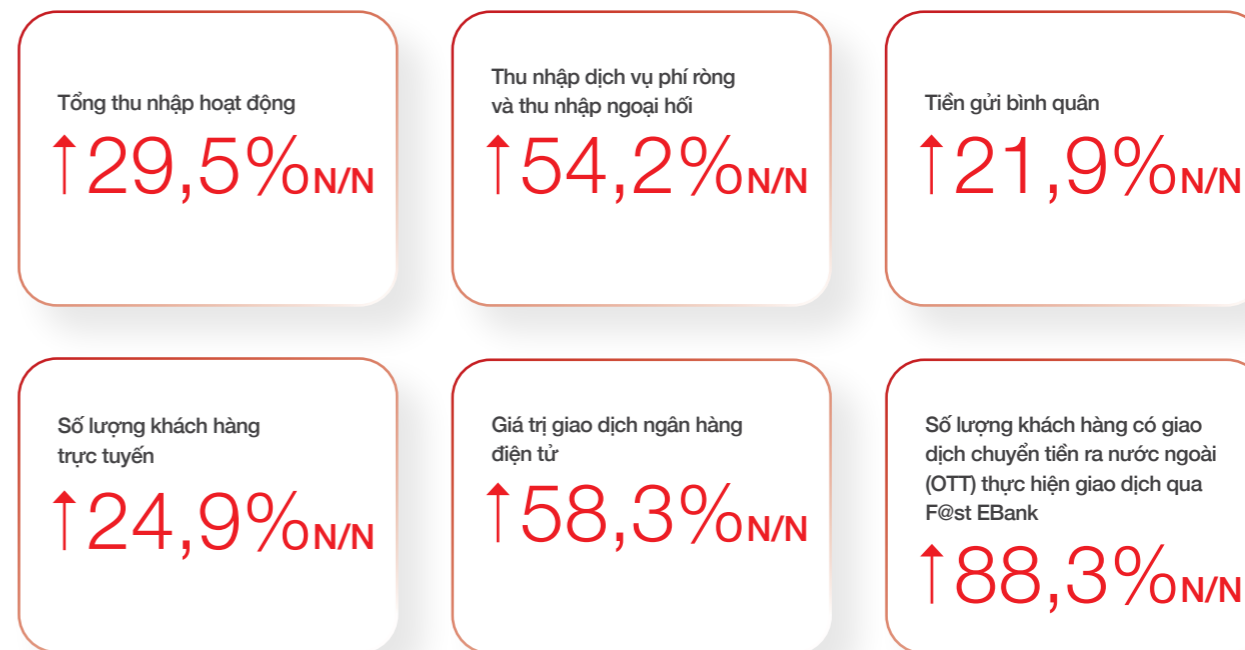 Tổng thu nhập hoạt động
↑29,5%N/N
Thu nhập dịch vụ phí ròng
và thu nhập ngoại hối
↑54,2%N/N
Tiền gửi bình quân
↑21,9%N/N
Số lượng khách hàng
trực tuyến
↑24,9%N/N
Giá trị giao dịch ngân hàng
điện tử
↑58,3%N/N
Số lượng khách hàng có giao
dịch chuyển tiền ra nước ngoài
(OTT) thực hiện giao dịch qua
F@st EBank
↑88,3%N/N